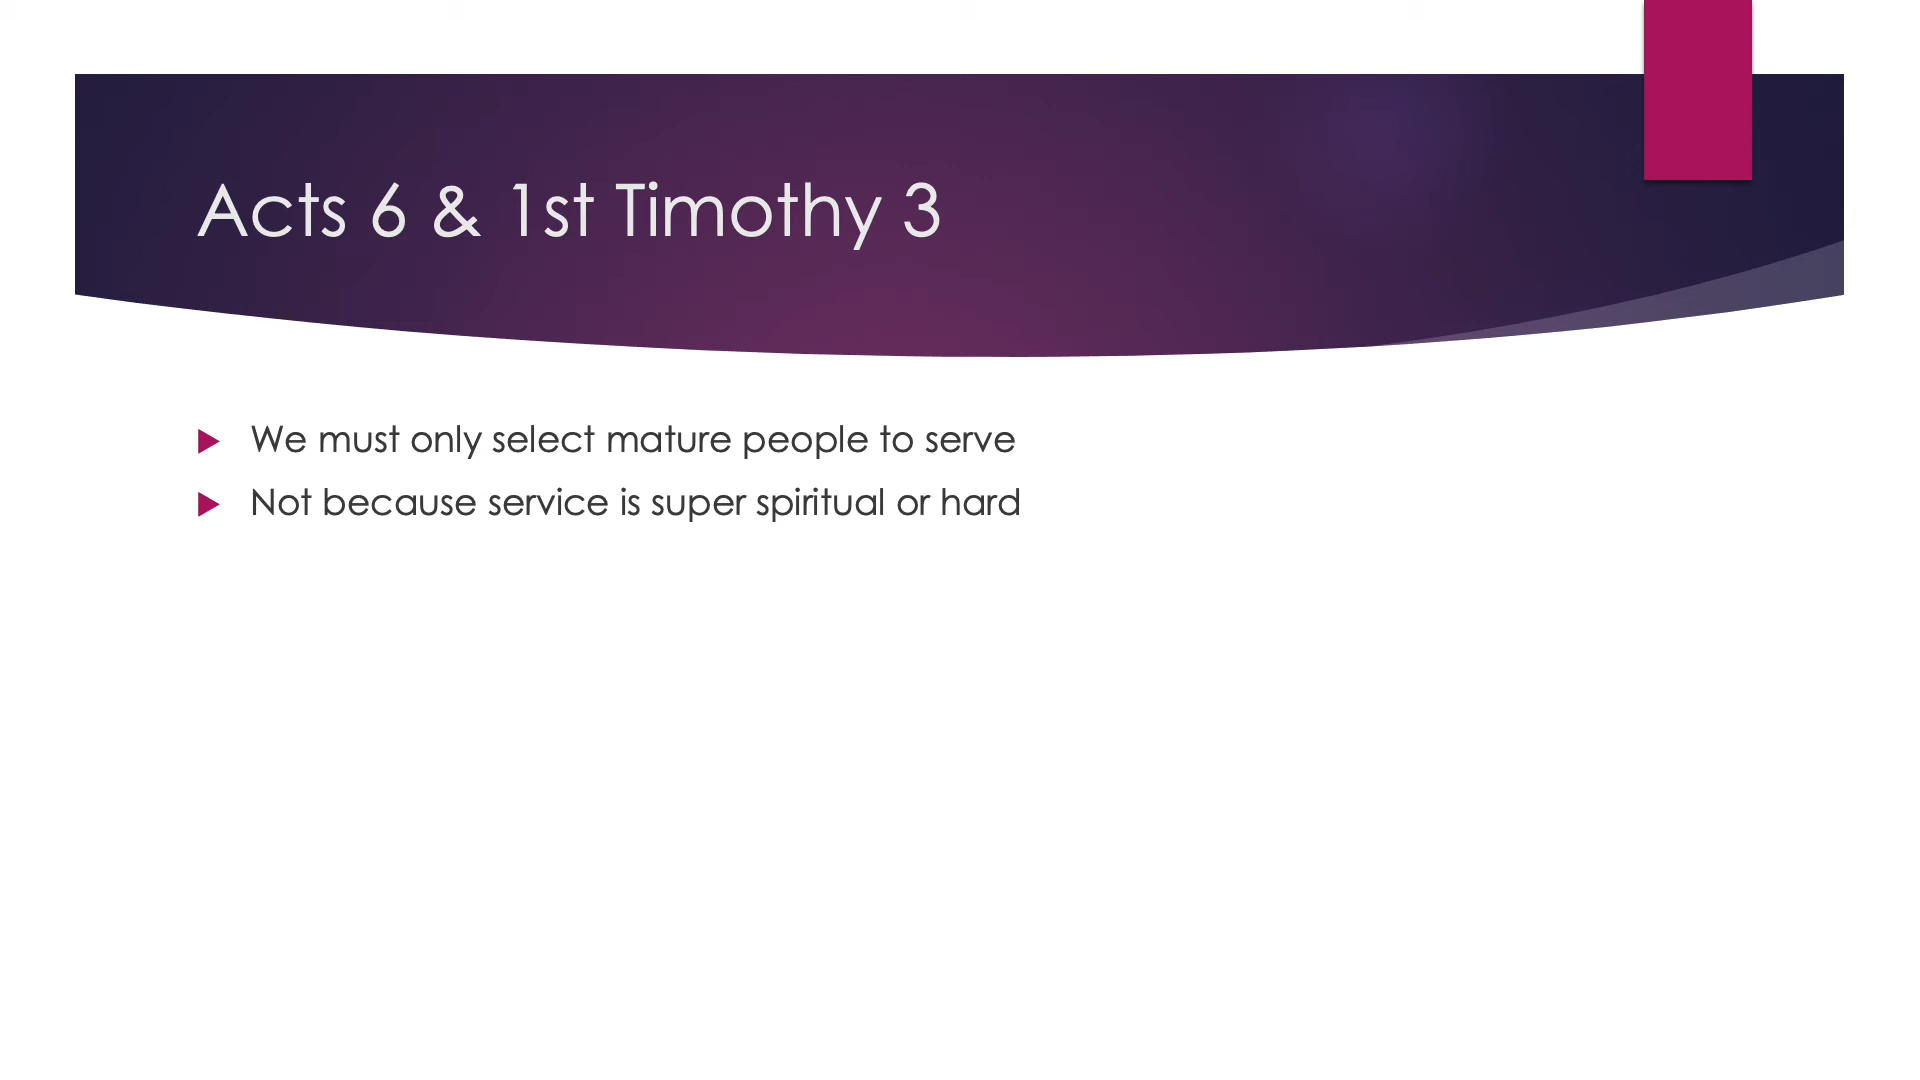 Acts 6 & 1st Timothy 3
We must only select mature people to serve
Not because service is super spiritual or hard